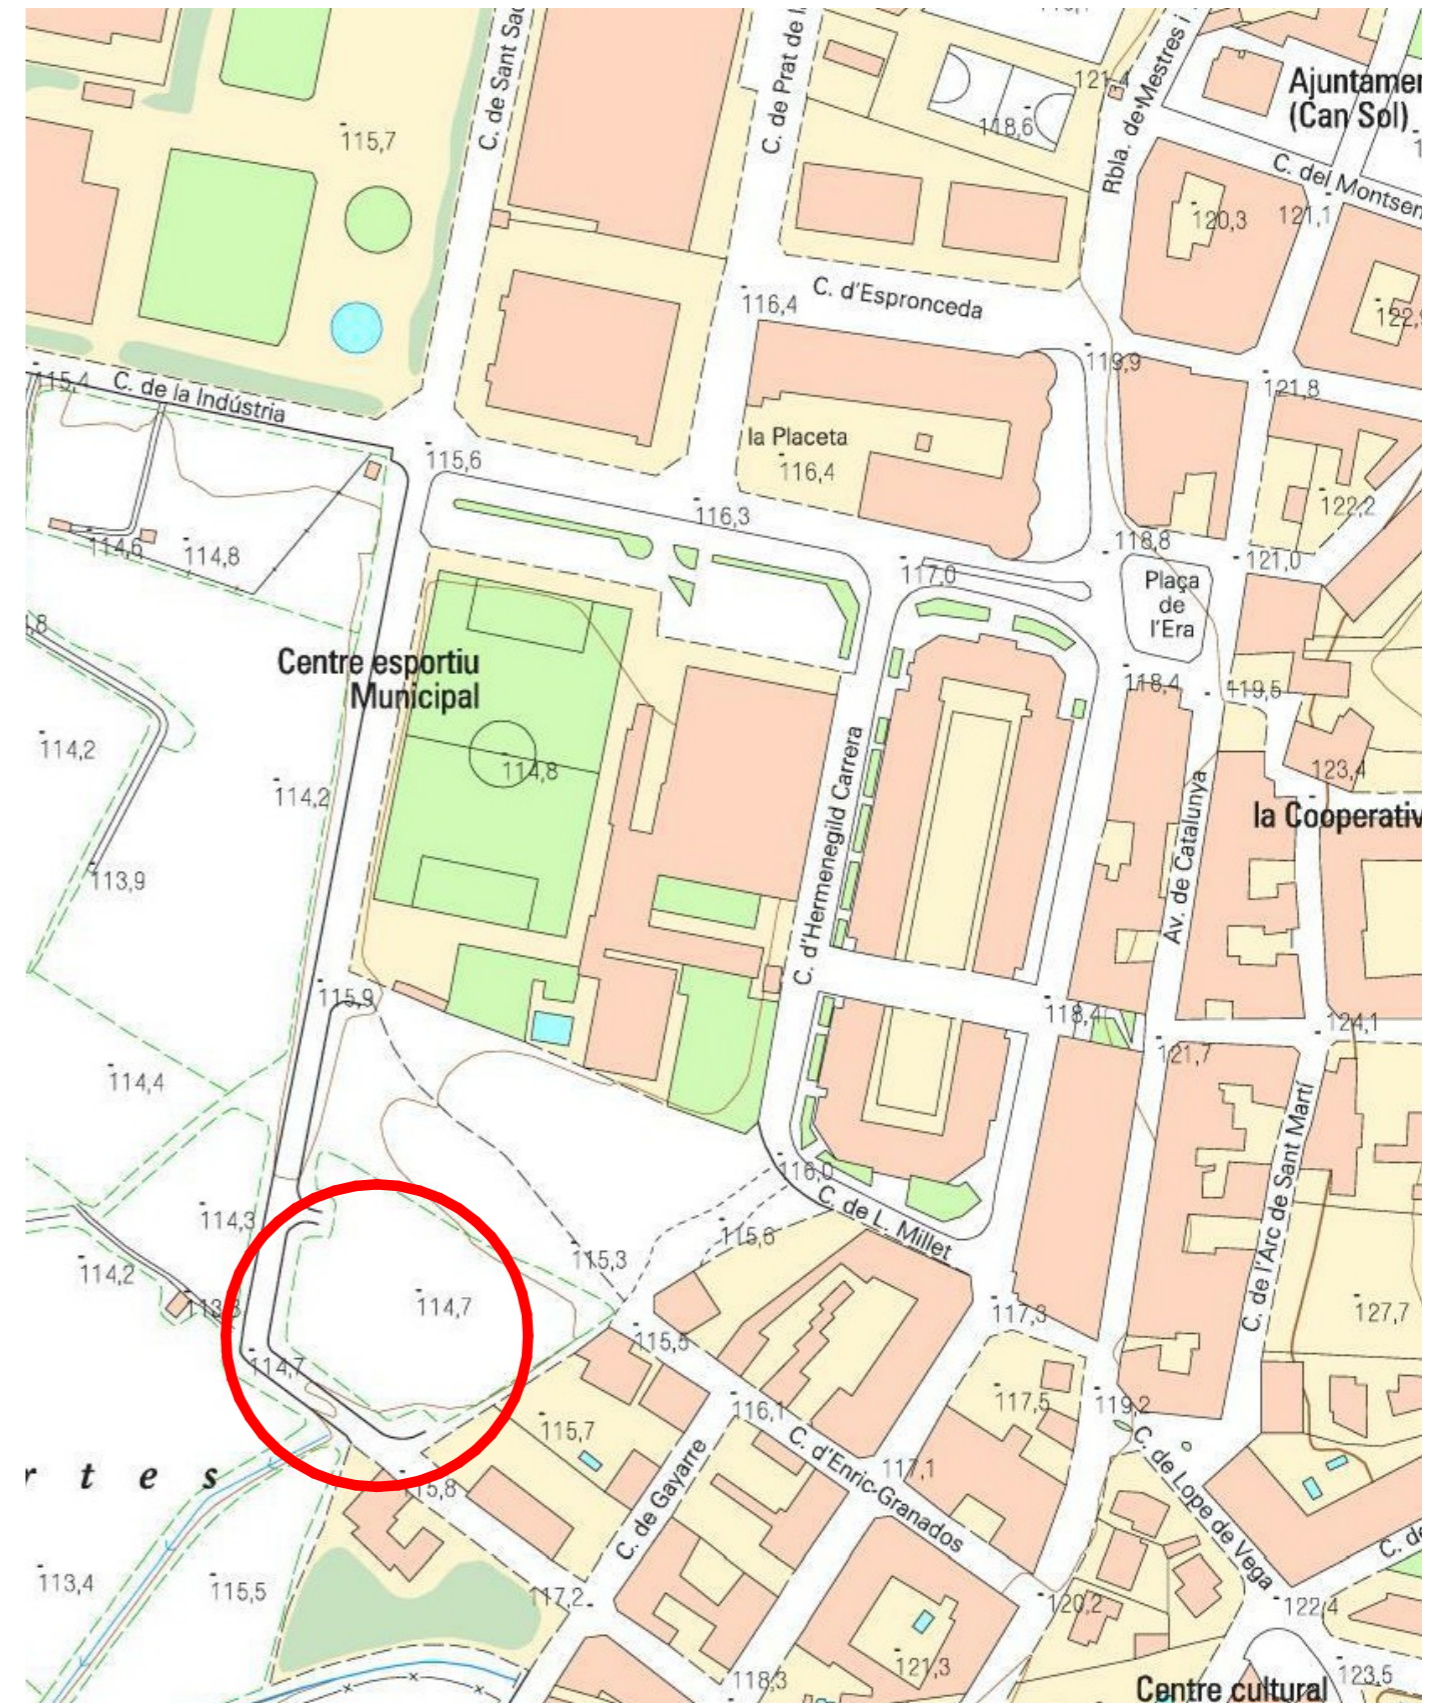 C. de Sant Sad
C. de Prat de l
Rbla. de Mestres i
121,4
118,6
115,7
Ajuntamen
(Can Sol)
C. del Montsen
120,3
121,1
122,9
116,4
C. d'Espronceda
119,9
121,8
115,4
C. de la Indústria
la Placeta
116,4
115,6
116,3
122,2
114,6
114,8
117,0
118,8
121,0
Plaça
de
l'Era
Centre esportiu
Municipal
118,4
119,5
114,2
114,2
114,8
123,4
la Cooperativ
C. d'Hermenegild Carrera
Av. de Catalunya
113,9
115,9
118,4
121,7
124,1
114,4
116,0
C. de L. Millet
C. de l'Arc de Sant Martí
114,3
114,2
113,8
115,3
115,6
114,7
117,3
127,7
115,5
114,7
116,1
117,5
119,2
115,7
C. d'Enric Granados
117,1
C. de Lope de Vega
r t e s
115,8
C. de Gayarre
C. de
113,4
115,5
117,2
120,2
122,4
118,3
121,3
123,5
Centre cultural